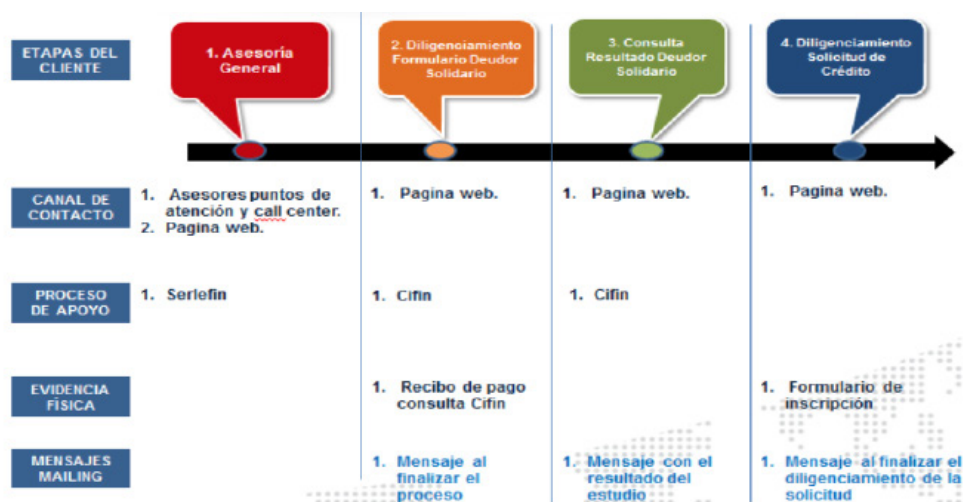 ETAPAS DEL
CLIENTE
1. Asesoría
General
2. Diligenciamiento
Formulario Deudor
Solidario
3. Consulta
Resultado Deudor
Solidario
4. Diligenciamiento
Solicitud de
Crédito
CANAL DE
CONTACTO
1. Asesores puntos de
atención y call center.
2. Pagina web.
1. Pagina web.
1. Pagina web.
1. Pagina web.
PROCESO
DE APOYO
1. Serlefin
1. Cifin
1. Cifin
EVIDENCIA
FÍSICA
1. Recibo de pago
consulta Cifin
1. Formulario de
inscripción
MENSAJES
MAILING
1. Mensaje al
finalizar el
proceso
1. Mensaje con el
resultado del
estudio
1. Mensaje al finalizar el
diligenciamiento de la
solicitud